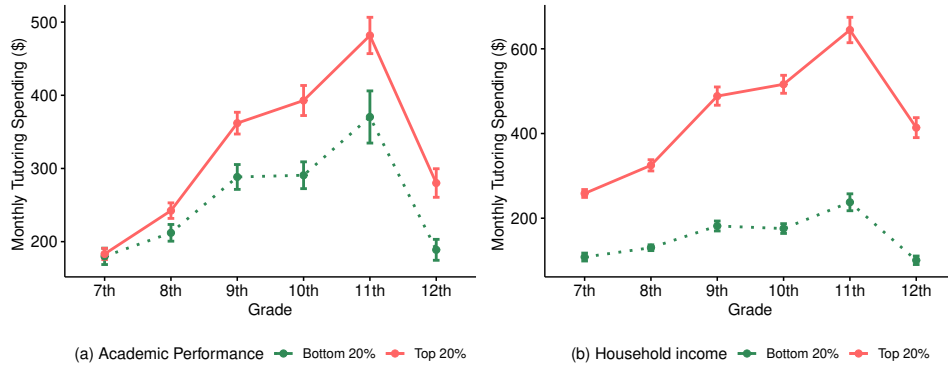 Monthly Tutoring Spending ($)
500
400
300
200
7th 8th 9th 10th 11th 12th
Grade
(a) Academic Performance Bottom 20% Top 20%
Monthly Tutoring Spending ($)
600
400
200
7th 8th 9th 10th 11th 12th
Grade
(b) Household income Bottom 20% Top 20%